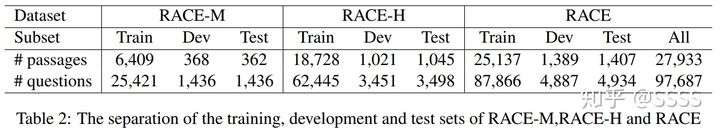 Dataset RACE-M RACE-H RACE
Subset Train Dev Test Train Dev Test Train Dev Test All
# passages 6,409 368 362 18,728 1,021 1,045 25,137 1,389 1,407 27,933
# questions 25,421 1,436 1,436 62,445 3,451 3,498 87,866 4,887 4,934 97,687
知乎 @SSSS
Table 2: The separation of the training, development and test sets of RACE-M,RACE-H and RACE